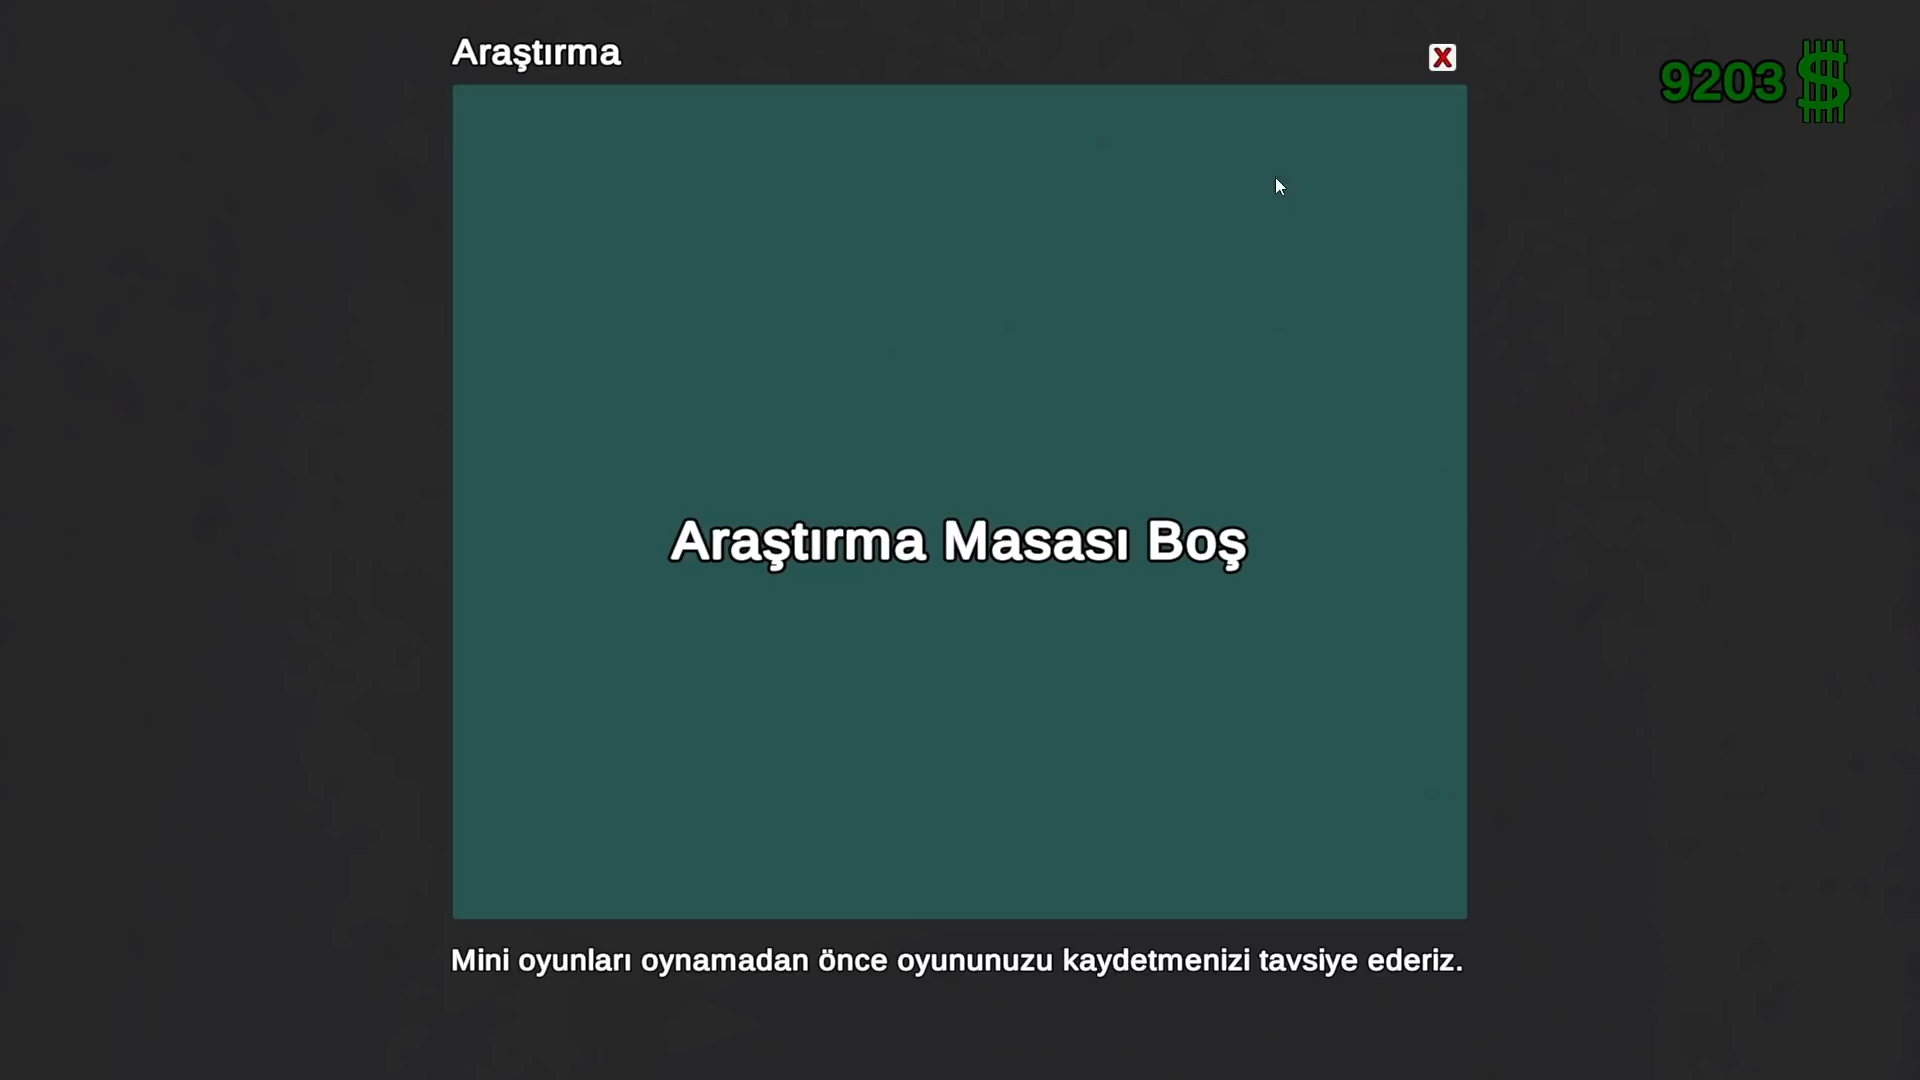 Araştırma
X
9203 $
Araştırma Masası Boş
Mini oyunları oynamadan önce oyununuzu kaydetmenizi tavsiye ederiz.